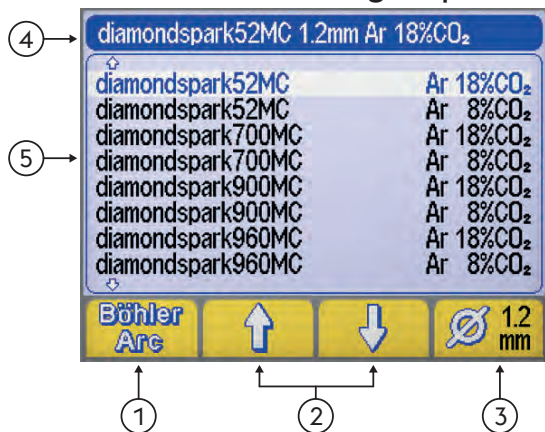 diamondspark52MC 1.2mm Ar 18%CO₂
diamondspark52MC Ar 18%CO₂
diamondspark52MC Ar 8%CO₂
diamondspark700MC Ar 18%CO₂
diamondspark700MC Ar 8%CO₂
diamondspark900MC Ar 18%CO₂
diamondspark900MC Ar 8%CO₂
diamondspark960MC Ar 18%CO₂
diamondspark960MC Ar 8%CO₂
Böhler
Arc
Ø 1.2
mm
4
5
1
2
3